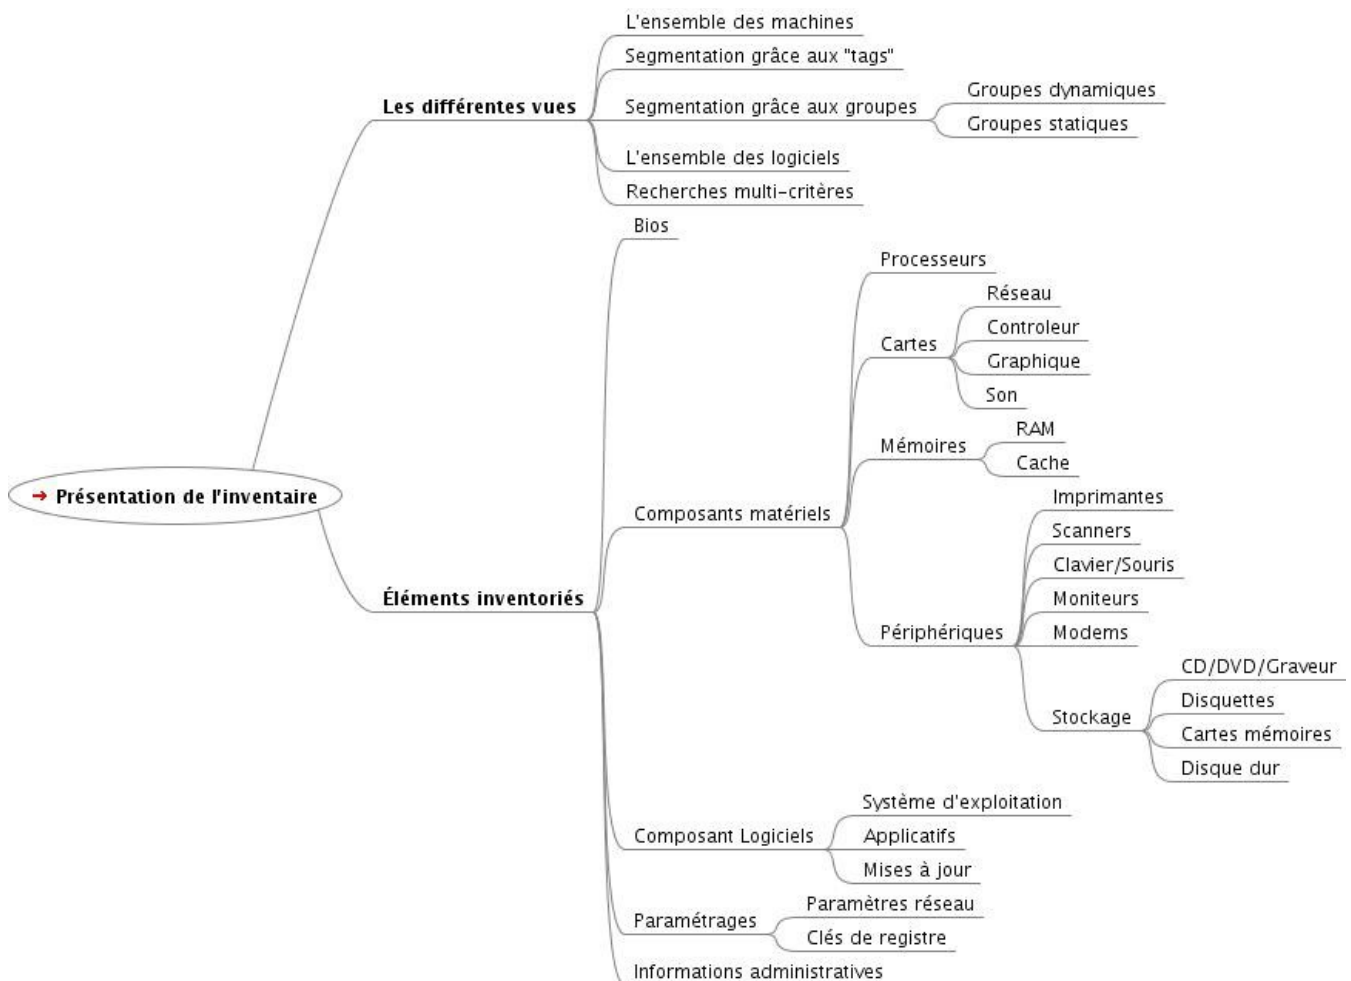 L'ensemble des machines
Segmentation grâce aux "tags"
Les différentes vues
Segmentation grâce aux groupes
Groupes dynamiques
Groupes statiques
L'ensemble des logiciels
Recherches multi-critères
Présentation de l'inventaire
Éléments inventoriés
Bios
Composants matériels
Processeurs
Cartes
Réseau
Controleur
Graphique
Son
Mémoires
RAM
Cache
Périphériques
Imprimantes
Scanners
Clavier/Souris
Moniteurs
Modems
Stockage
CD/DVD/Graveur
Disquettes
Cartes mémoires
Disque dur
Composant Logiciels
Système d'exploitation
Applicatifs
Mises à jour
Paramétrages
Paramètres réseau
Clés de registre
Informations administratives